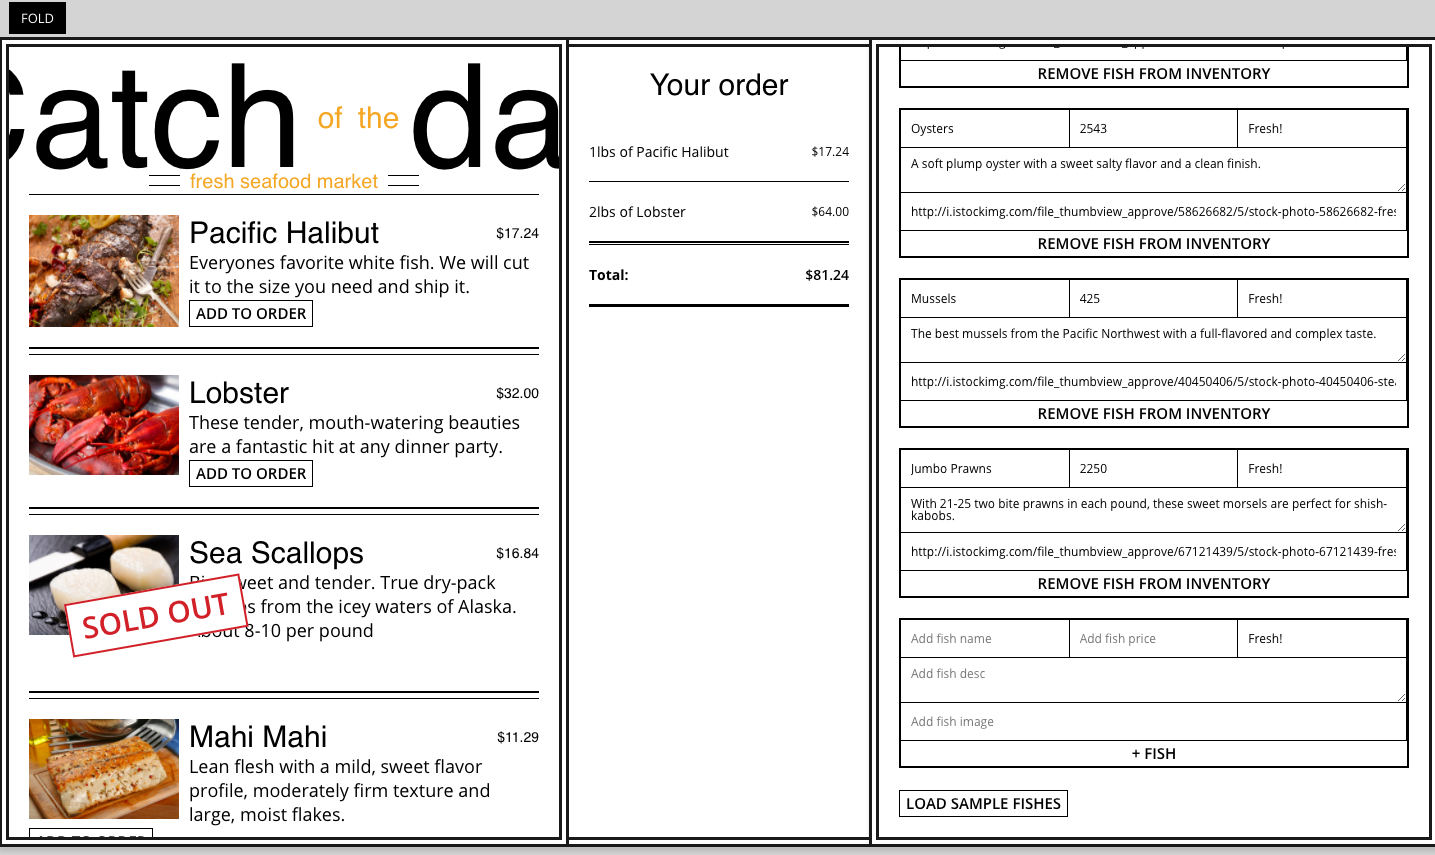 FOLD
Catch of the da
fresh seafood market
Pacific Halibut
$17.24
Everyones favorite white fish. We will cut
it to the size you need and ship it.
ADD TO ORDER
Lobster
$32.00
These tender, mouth-watering beauties
are a fantastic hit at any dinner party.
ADD TO ORDER
Sea Scallops
$16.84
sweet and tender. True dry-pack
from the icey waters of Alaska.
About 8-10 per pound
SOLD OUT
Mahi Mahi
$11.29
Lean flesh with a mild, sweet flavor
profile, moderately firm texture and
large, moist flakes.
ADD TO ORDER
Your order
1lbs of Pacific Halibut
$17.24
2lbs of Lobster
$64.00
Total:
$81.24
REMOVE FISH FROM INVENTORY
Oysters
2543
Fresh!
A soft plump oyster with a sweet salty flavor and a clean finish.
http://i.istockimg.com/file_thumbview_approve/58626682/5/stock-photo-58626682-fres
REMOVE FISH FROM INVENTORY
Mussels
425
Fresh!
The best mussels from the Pacific Northwest with a full-flavored and complex taste.
http://i.istockimg.com/file_thumbview_approve/40450406/5/stock-photo-40450406-stea
REMOVE FISH FROM INVENTORY
Jumbo Prawns
2250
Fresh!
With 21-25 two bite prawns in each pound, these sweet morsels are perfect for shish-
kabobs.
http://i.istockimg.com/file_thumbview_approve/67121439/5/stock-photo-67121439-fres
REMOVE FISH FROM INVENTORY
Add fish name
Add fish price
Fresh!
Add fish desc
Add fish image
+ FISH
LOAD SAMPLE FISHES